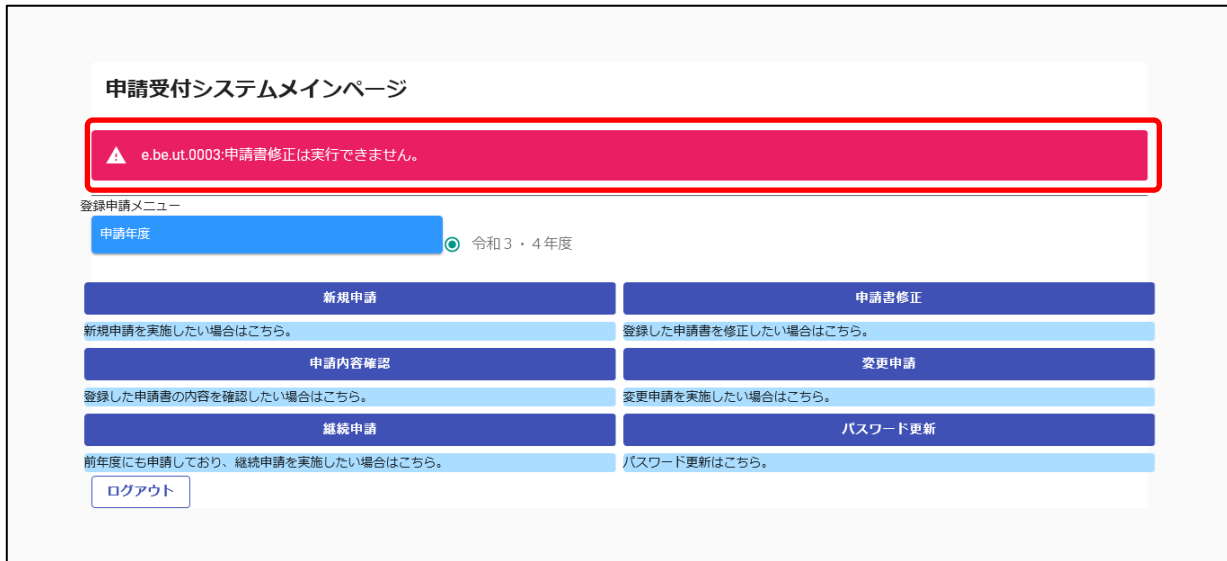 申請受付システムメインページ
e.be.ut.0003:申請書修正は実行できません。
登録申請メニュー
申請年度
令和3・4年度
新規申請 申請書修正
新規申請を実施したい場合はこちら。 登録した申請書を修正したい場合はこちら。
申請内容確認 変更申請
登録した申請書の内容を確認したい場合はこちら。 変更申請を実施したい場合はこちら。
継続申請 パスワード更新
前年度にも申請しており、継続申請を実施したい場合はこちら。 パスワード更新はこちら。
ログアウト